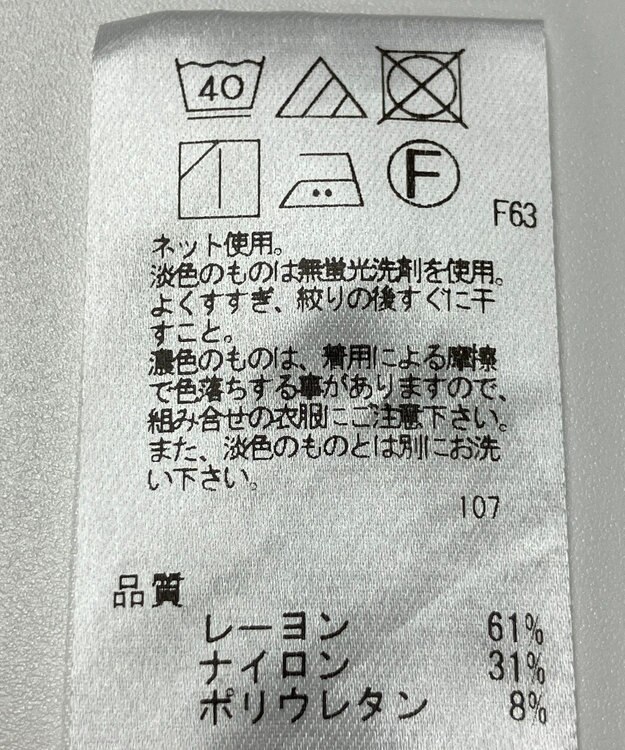 40
F
F63
ネット使用。
淡色のものは無蛍光洗剤を使用。
よくすすぎ、絞りの後すぐに干
すこと。
濃色のものは、着用による摩擦
で色落ちする事がありますので、
組み合せの衣服にご注意下さい。
また、淡色のものとは別にお洗
い下さい。
107
品質
レーヨン 61%
ナイロン 31%
ポリウレタン 8%